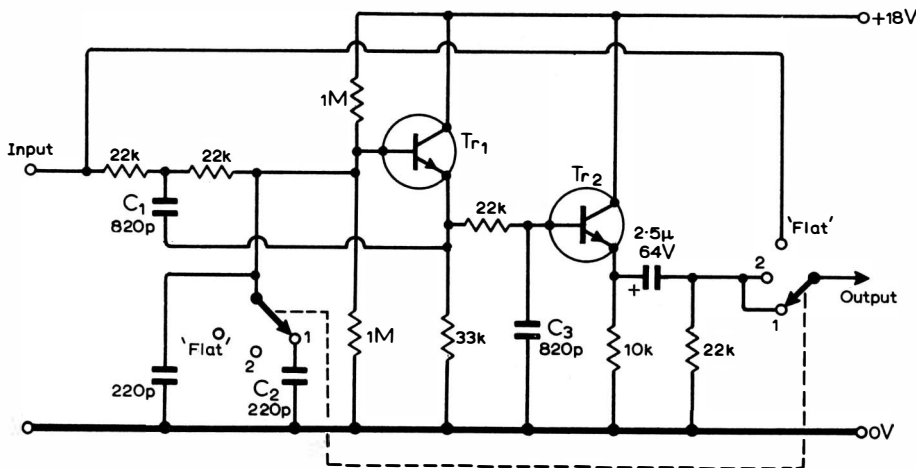 +18V
1M
Tr1
Input
22k
22k
C1
820p
22k
Tr2
2·5µ
64V
+
'Flat'
2
1
Output
'Flat'
2
1
1M
33k
C3
820p
10k
22k
220p
C2
220p
0V